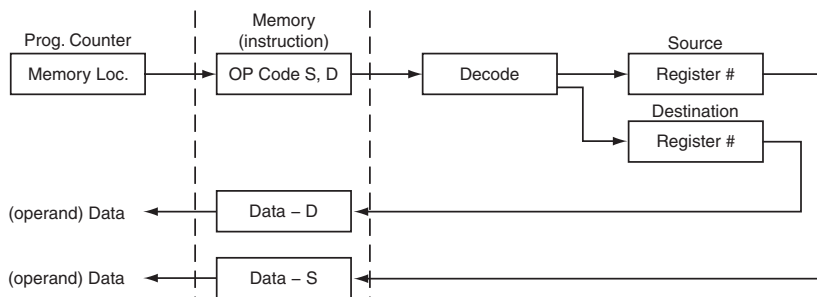 Memory
Prog. Counter
(instruction)
Source
Memory Loc.
OP Code S, D
Decode
Register #
Destination
Register #
(operand) Data
Data – D
(operand) Data
Data – S